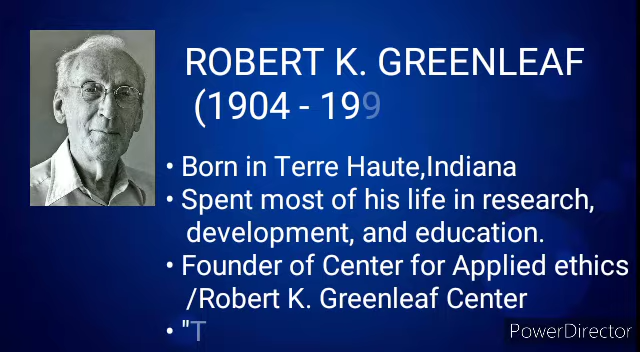 ROBERT K. GREENLEAF
(1904 - 199
• Born in Terre Haute,Indiana
• Spent most of his life in research,
development, and education.
• Founder of Center for Applied ethics
/Robert K. Greenleaf Center
• "T
PowerDirector